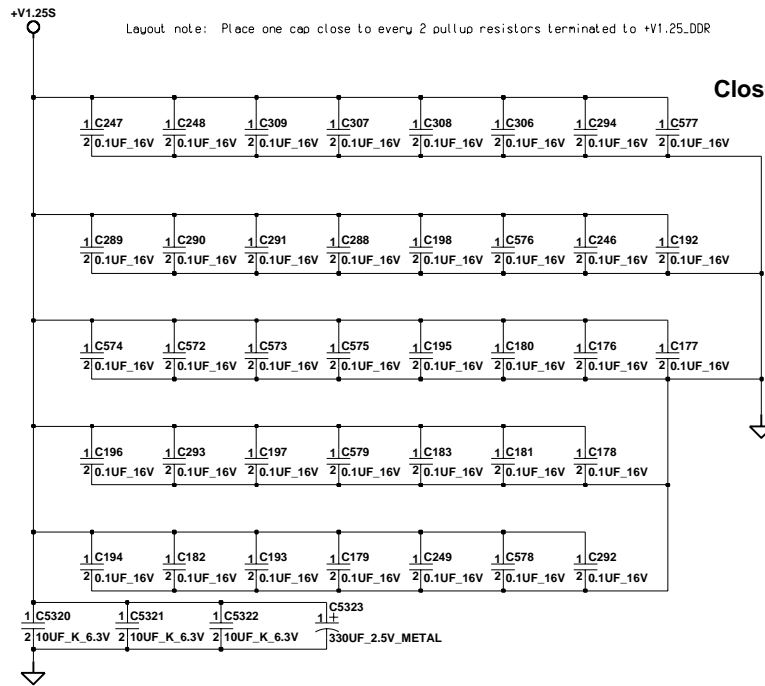 +V1.25S
Layout note: Place one cap close to every 2 pullup resistors terminated to +V1.25_DDR
Clos
1 C247 1 C248 1 C309 1 C307 1 C308 1 C306 1 C294 1 C577
2 0.1UF_16V 2 0.1UF_16V 2 0.1UF_16V 2 0.1UF_16V 2 0.1UF_16V 2 0.1UF_16V 2 0.1UF_16V 2 0.1UF_16V
1 C289 1 C290 1 C291 1 C288 1 C198 1 C576 1 C246 1 C192
2 0.1UF_16V 2 0.1UF_16V 2 0.1UF_16V 2 0.1UF_16V 2 0.1UF_16V 2 0.1UF_16V 2 0.1UF_16V 2 0.1UF_16V
1 C574 1 C572 1 C573 1 C575 1 C195 1 C180 1 C176 1 C177
2 0.1UF_16V 2 0.1UF_16V 2 0.1UF_16V 2 0.1UF_16V 2 0.1UF_16V 2 0.1UF_16V 2 0.1UF_16V 2 0.1UF_16V
1 C196 1 C293 1 C197 1 C579 1 C183 1 C181 1 C178
2 0.1UF_16V 2 0.1UF_16V 2 0.1UF_16V 2 0.1UF_16V 2 0.1UF_16V 2 0.1UF_16V 2 0.1UF_16V
1 C194 1 C182 1 C193 1 C179 1 C249 1 C578 1 C292
2 0.1UF_16V 2 0.1UF_16V 2 0.1UF_16V 2 0.1UF_16V 2 0.1UF_16V 2 0.1UF_16V 2 0.1UF_16V
1 C5320 1 C5321 1 C5322 1 + C5323
2 10UF_K_6.3V 2 10UF_K_6.3V 2 10UF_K_6.3V 330UF_2.5V_METAL